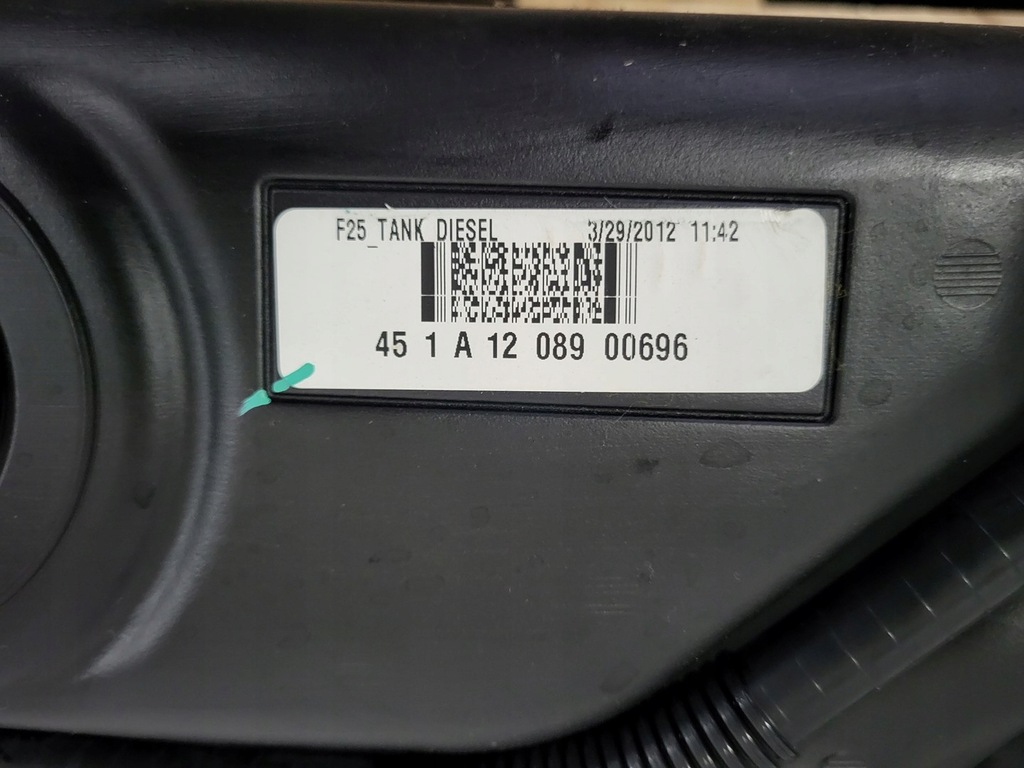 F25_TANK DIESEL 3/29/2012 11:42
45 1 A 12 089 00696